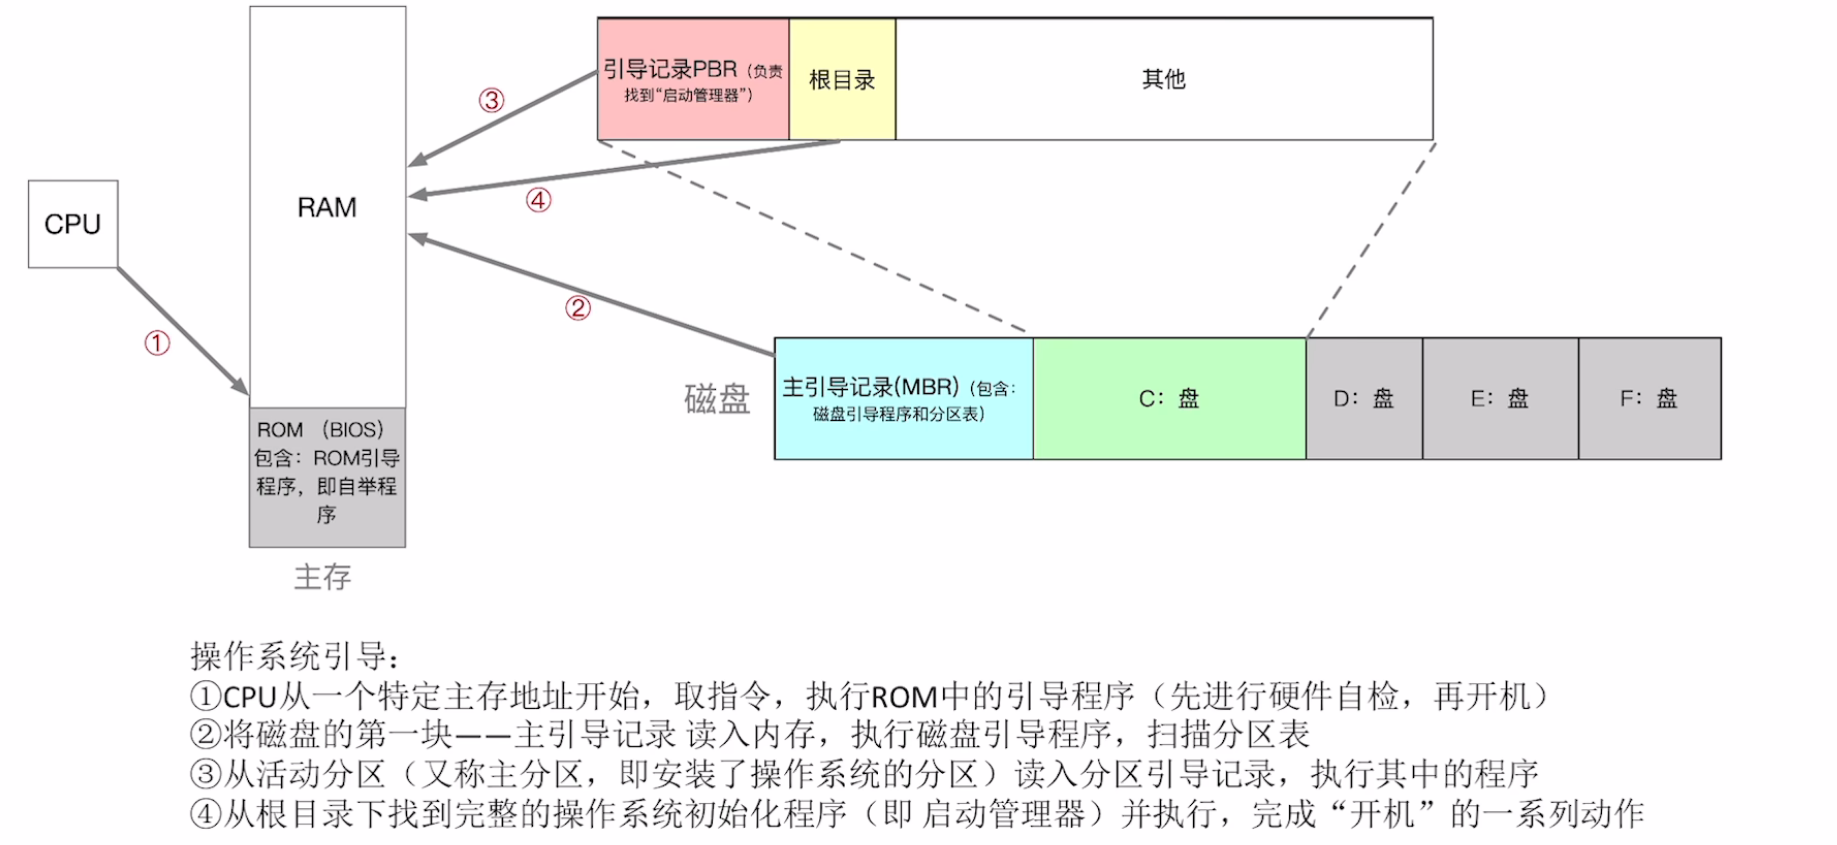 引导记录PBR（负责
找到“启动管理器”）
根目录
其他
③
④
RAM
CPU
②
①
磁盘
主引导记录(MBR)（包含：
磁盘引导程序和分区表）
C：盘
D：盘
E：盘
F：盘
ROM （BIOS）
包含：ROM引导
程序，即自举程
序
主存
操作系统引导：
①CPU从一个特定主存地址开始，取指令，执行ROM中的引导程序（先进行硬件自检，再开机）
②将磁盘的第一块——主引导记录 读入内存，执行磁盘引导程序，扫描分区表
③从活动分区（又称主分区，即安装了操作系统的分区）读入分区引导记录，执行其中的程序
④从根目录下找到完整的操作系统初始化程序（即 启动管理器）并执行，完成“开机”的一系列动作